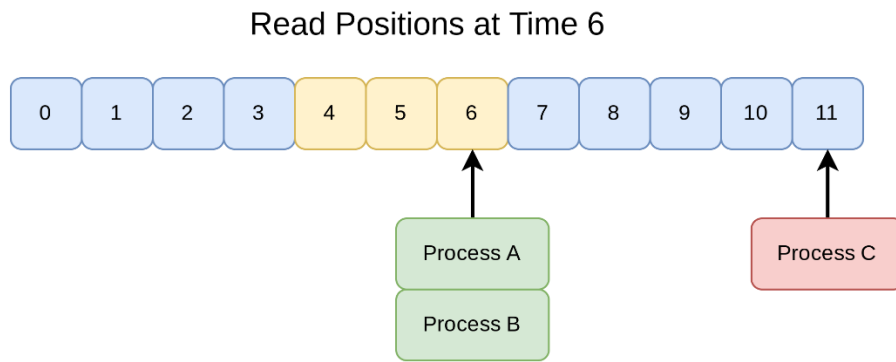 Read Positions at Time 6
0 1 2 3 4 5 6 7 8 9 10 11
Process A
Process C
Process B